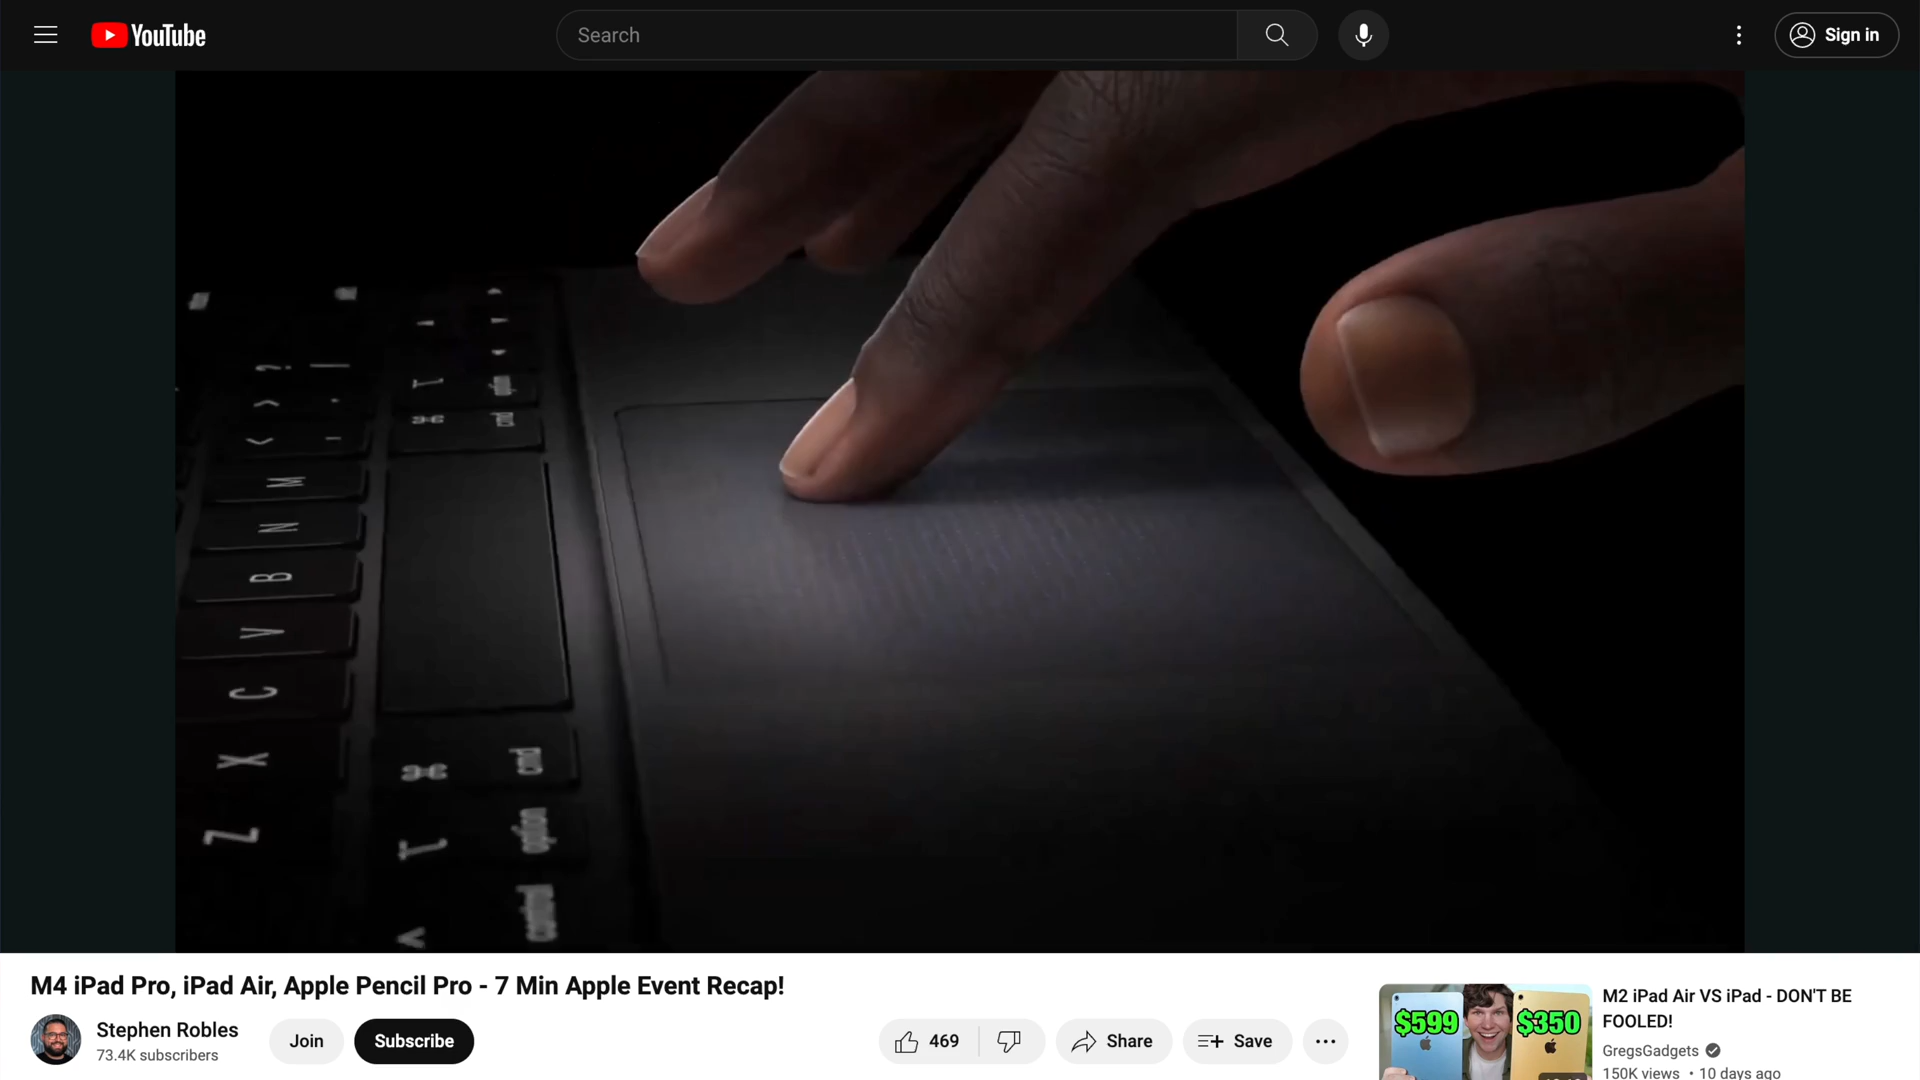 YouTube
Search
Sign in
?
>
<
M
N
B
V
C
X
Z
cmd
option
M4 iPad Pro, iPad Air, Apple Pencil Pro - 7 Min Apple Event Recap!
Stephen Robles
73.4K subscribers
Join
Subscribe
469
Share
Save
$599
$350
M2 iPad Air VS iPad - DON'T BE
FOOLED!
GregsGadgets
150K views • 10 days ago